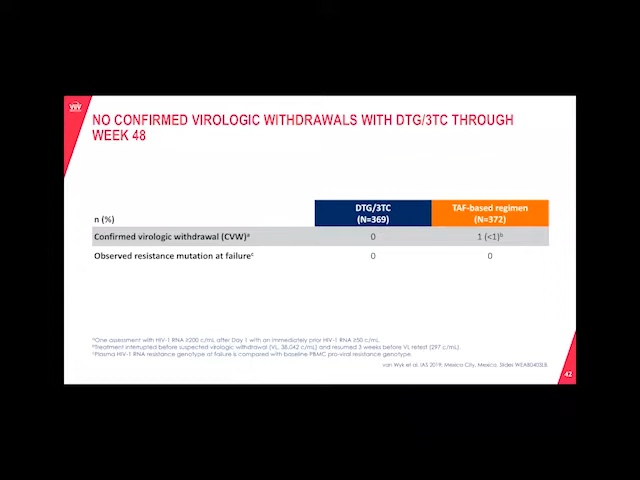 ViiV
NO CONFIRMED VIROLOGIC WITHDRAWALS WITH DTG/3TC THROUGH
WEEK 48
n (%)
DTG/3TC
(N=369)
TAF-based regimen
(N=372)
Confirmed virologic withdrawal (CVW)ᵃ 0 1 (<1)ᵇ
Observed resistance mutation at failureᶜ 0 0
ᵃOne assessment with HIV-1 RNA ≥200 c/mL after Day 1 with an immediately prior HIV-1 RNA ≥50 c/mL.
ᵇTreatment interrupted before suspected virologic withdrawal (VL, 38,042 c/mL) and resumed 3 weeks before VL retest (297 c/mL).
ᶜPlasma HIV-1 RNA resistance genotype at failure is compared with baseline PBMC pro-viral resistance genotype.
van Wyk et al. IAS 2019; Mexico City, Mexico. Slides WEAB0403LB.
42